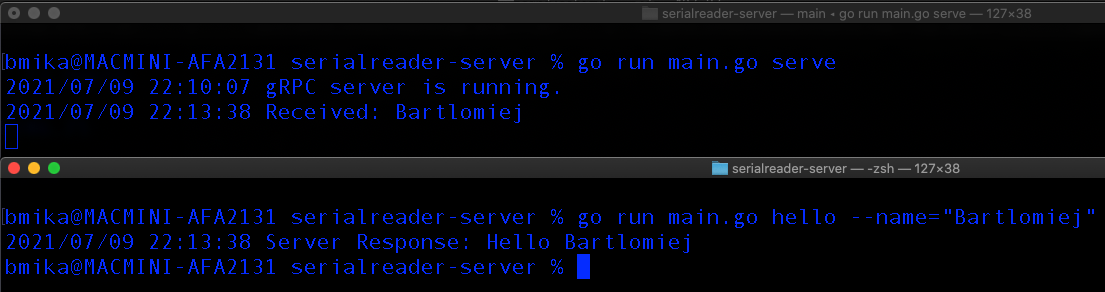 serialreader-server — main • go run main.go serve — 127×38
[bmika@MACMINI-AFA2131 serialreader-server % go run main.go serve
2021/07/09 22:10:07 gRPC server is running.
2021/07/09 22:13:38 Received: Bartlomiej
serialreader-server — -zsh — 127×38
[bmika@MACMINI-AFA2131 serialreader-server % go run main.go hello --name="Bartlomiej"
2021/07/09 22:13:38 Server Response: Hello Bartlomiej
bmika@MACMINI-AFA2131 serialreader-server %